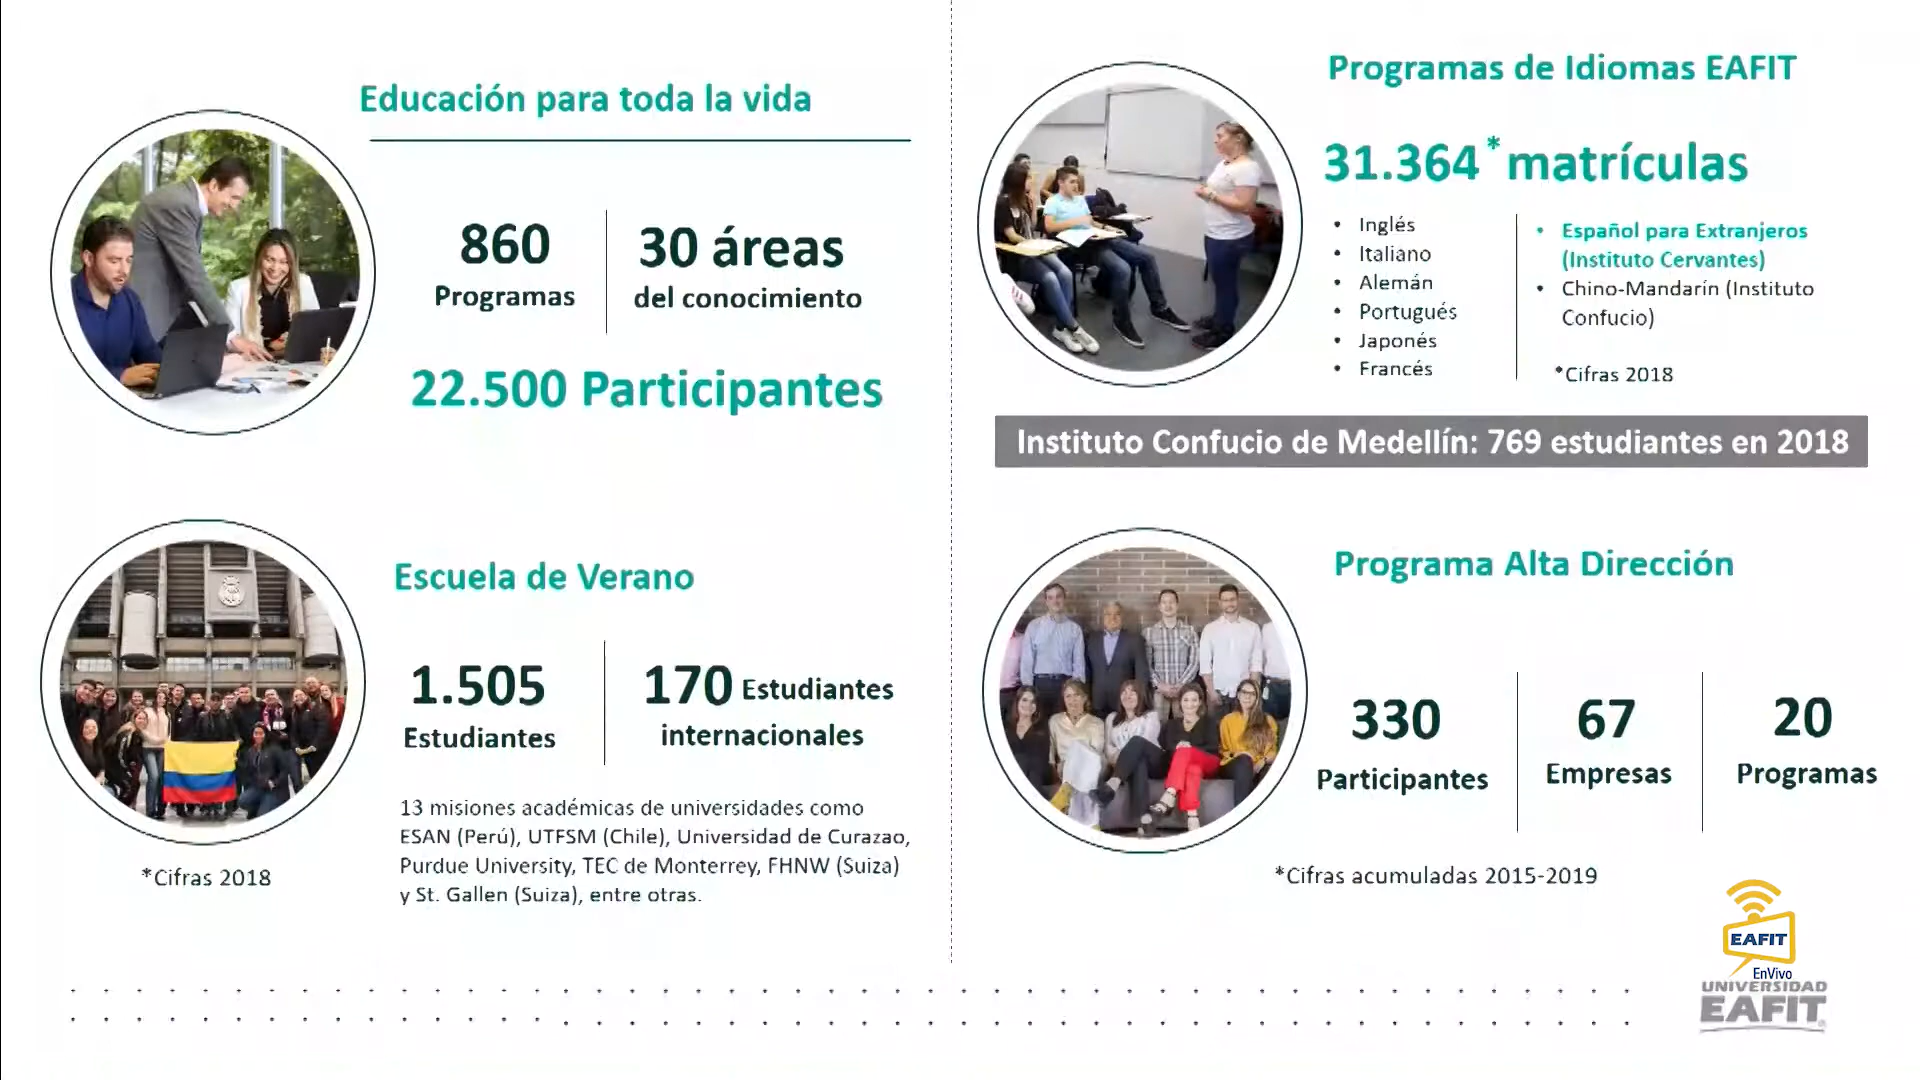 Educación para toda la vida
860
Programas
30 áreas
del conocimiento
22.500 Participantes
Escuela de Verano
1.505
Estudiantes
170 Estudiantes
internacionales
13 misiones académicas de universidades como
ESAN (Perú), UTFSM (Chile), Universidad de Curazao,
Purdue University, TEC de Monterrey, FHNW (Suiza)
y St. Gallen (Suiza), entre otras.
*Cifras 2018
Programas de Idiomas EAFIT
31.364* matrículas
• Inglés
• Italiano
• Alemán
• Portugués
• Japonés
• Francés
• Español para Extranjeros
(Instituto Cervantes)
• Chino-Mandarín (Instituto
Confucio)
*Cifras 2018
Instituto Confucio de Medellín: 769 estudiantes en 2018
Programa Alta Dirección
330
Participantes
67
Empresas
20
Programas
*Cifras acumuladas 2015-2019
EAFIT
EnVivo
UNIVERSIDAD
EAFIT